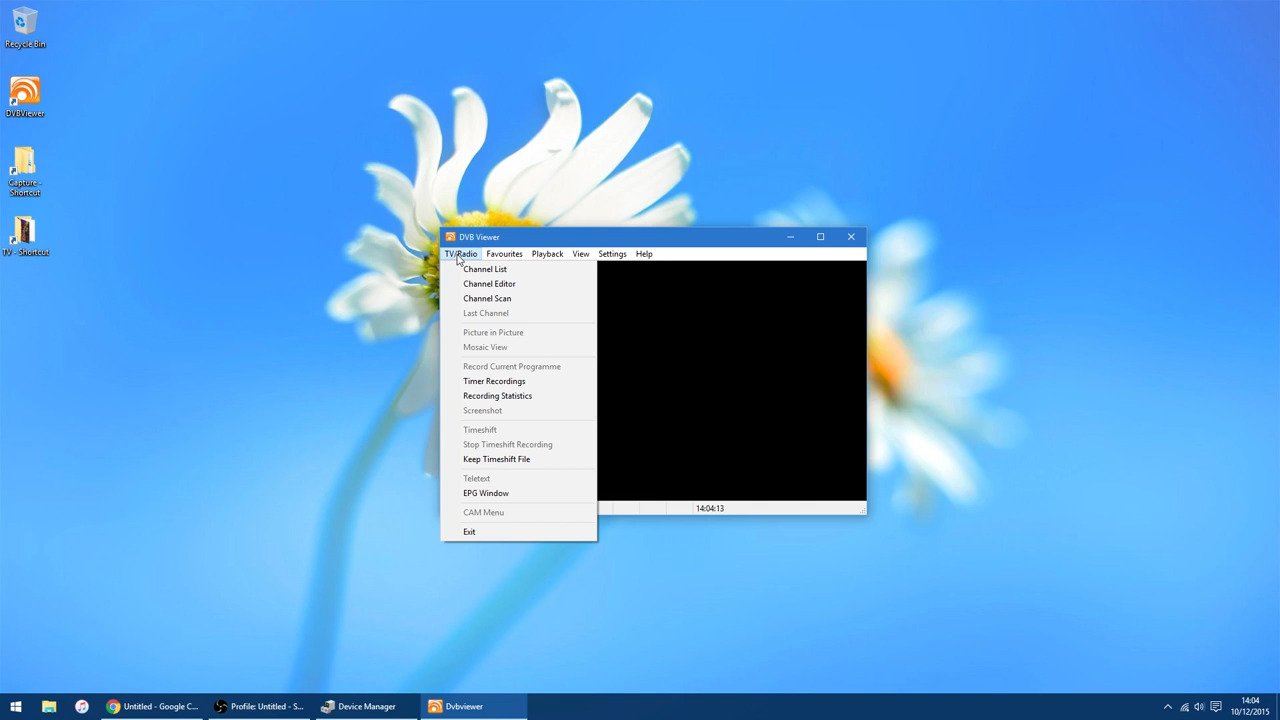 Recycle Bin
DVBViewer
Capture -
Shortcut
TV - Shortcut
DVB Viewer
TV/Radio Favourites Playback View Settings Help
Channel List
Channel Editor
Channel Scan
Last Channel
Picture in Picture
Mosaic View
Record Current Programme
Timer Recordings
Recording Statistics
Screenshot
Timeshift
Stop Timeshift Recording
Keep Timeshift File
Teletext
EPG Window
CAM Menu
Exit
14:04:13
Untitled - Google C...
Profile: Untitled - S...
Device Manager
Dvbviewer
14:04
10/12/2015